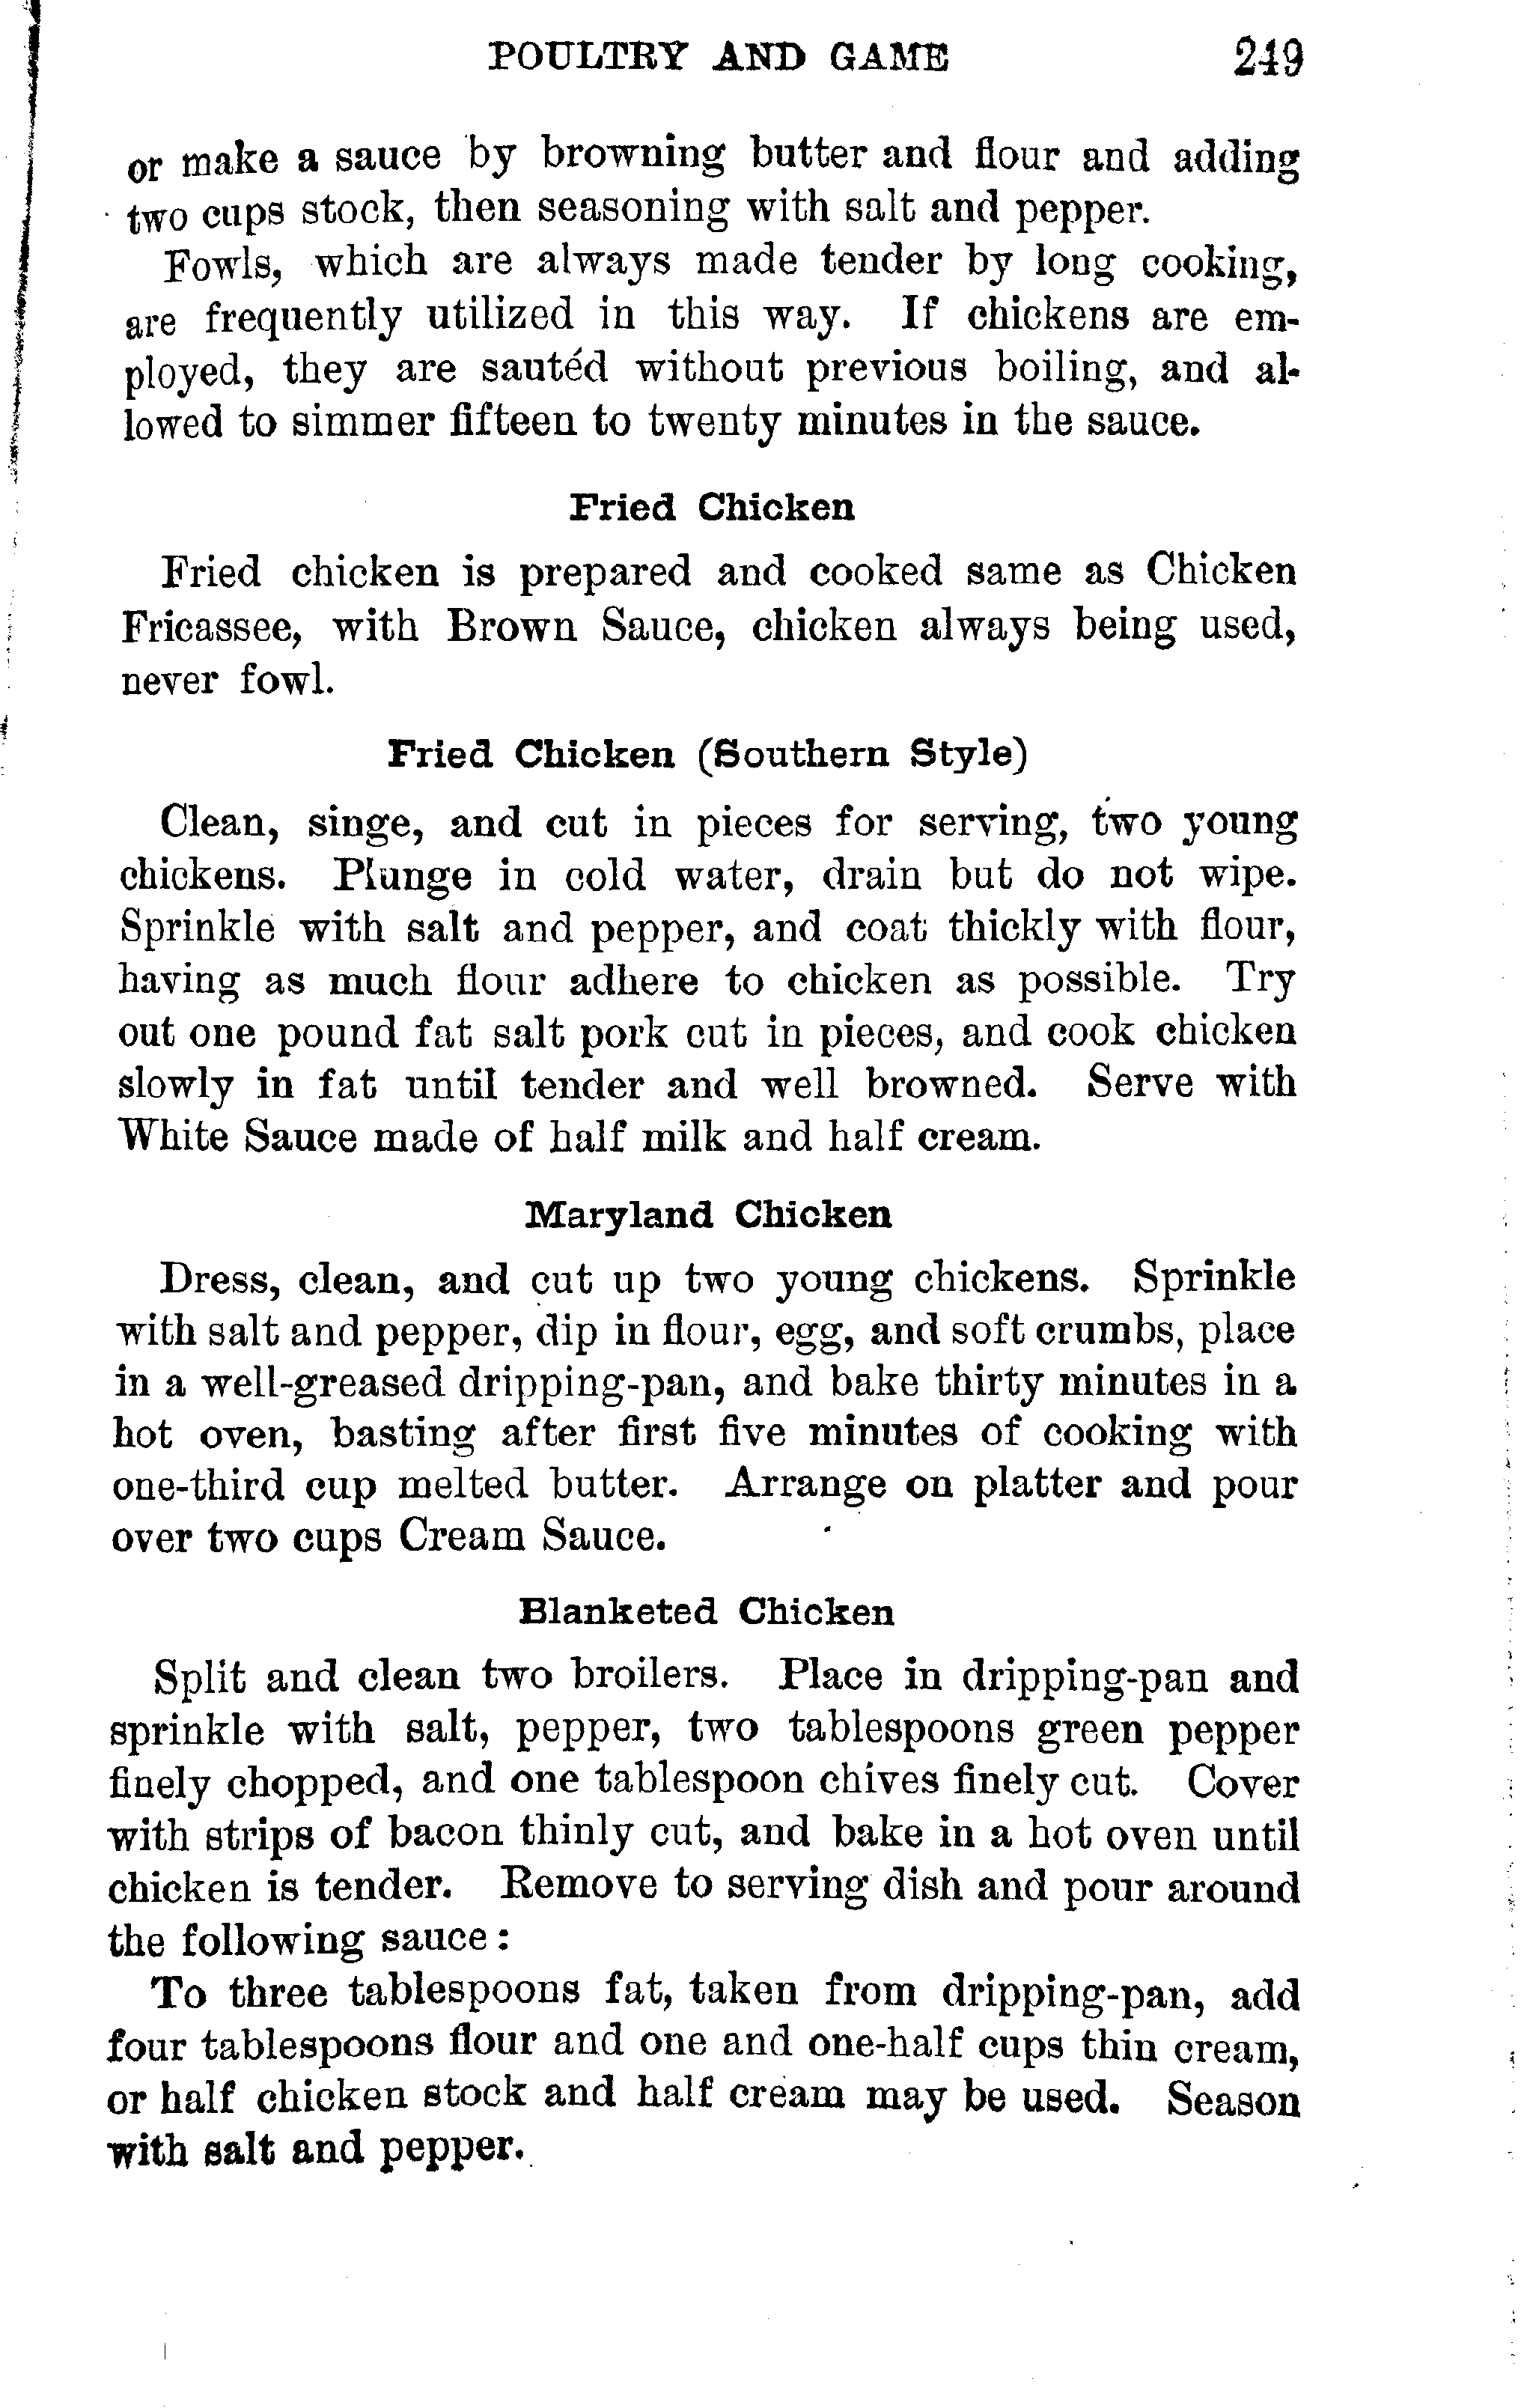 POULTRY AND GAME 249
or make a sauce by browning butter and flour and adding
two cups stock, then seasoning with salt and pepper.
Fowls, which are always made tender by long cooking,
are frequently utilized in this way. If chickens are em-
ployed, they are sautéd without previous boiling, and al-
lowed to simmer fifteen to twenty minutes in the sauce.
Fried Chicken
Fried chicken is prepared and cooked same as Chicken
Fricassee, with Brown Sauce, chicken always being used,
never fowl.
Fried Chicken (Southern Style)
Clean, singe, and cut in pieces for serving, two young
chickens. Plunge in cold water, drain but do not wipe.
Sprinkle with salt and pepper, and coat thickly with flour,
having as much flour adhere to chicken as possible. Try
out one pound fat salt pork cut in pieces, and cook chicken
slowly in fat until tender and well browned. Serve with
White Sauce made of half milk and half cream.
Maryland Chicken
Dress, clean, and cut up two young chickens. Sprinkle
with salt and pepper, dip in flour, egg, and soft crumbs, place
in a well-greased dripping-pan, and bake thirty minutes in a
hot oven, basting after first five minutes of cooking with
one-third cup melted butter. Arrange on platter and pour
over two cups Cream Sauce.
Blanketed Chicken
Split and clean two broilers. Place in dripping-pan and
sprinkle with salt, pepper, two tablespoons green pepper
finely chopped, and one tablespoon chives finely cut. Cover
with strips of bacon thinly cut, and bake in a hot oven until
chicken is tender. Remove to serving dish and pour around
the following sauce:
To three tablespoons fat, taken from dripping-pan, add
four tablespoons flour and one and one-half cups thin cream,
or half chicken stock and half cream may be used. Season
with salt and pepper.